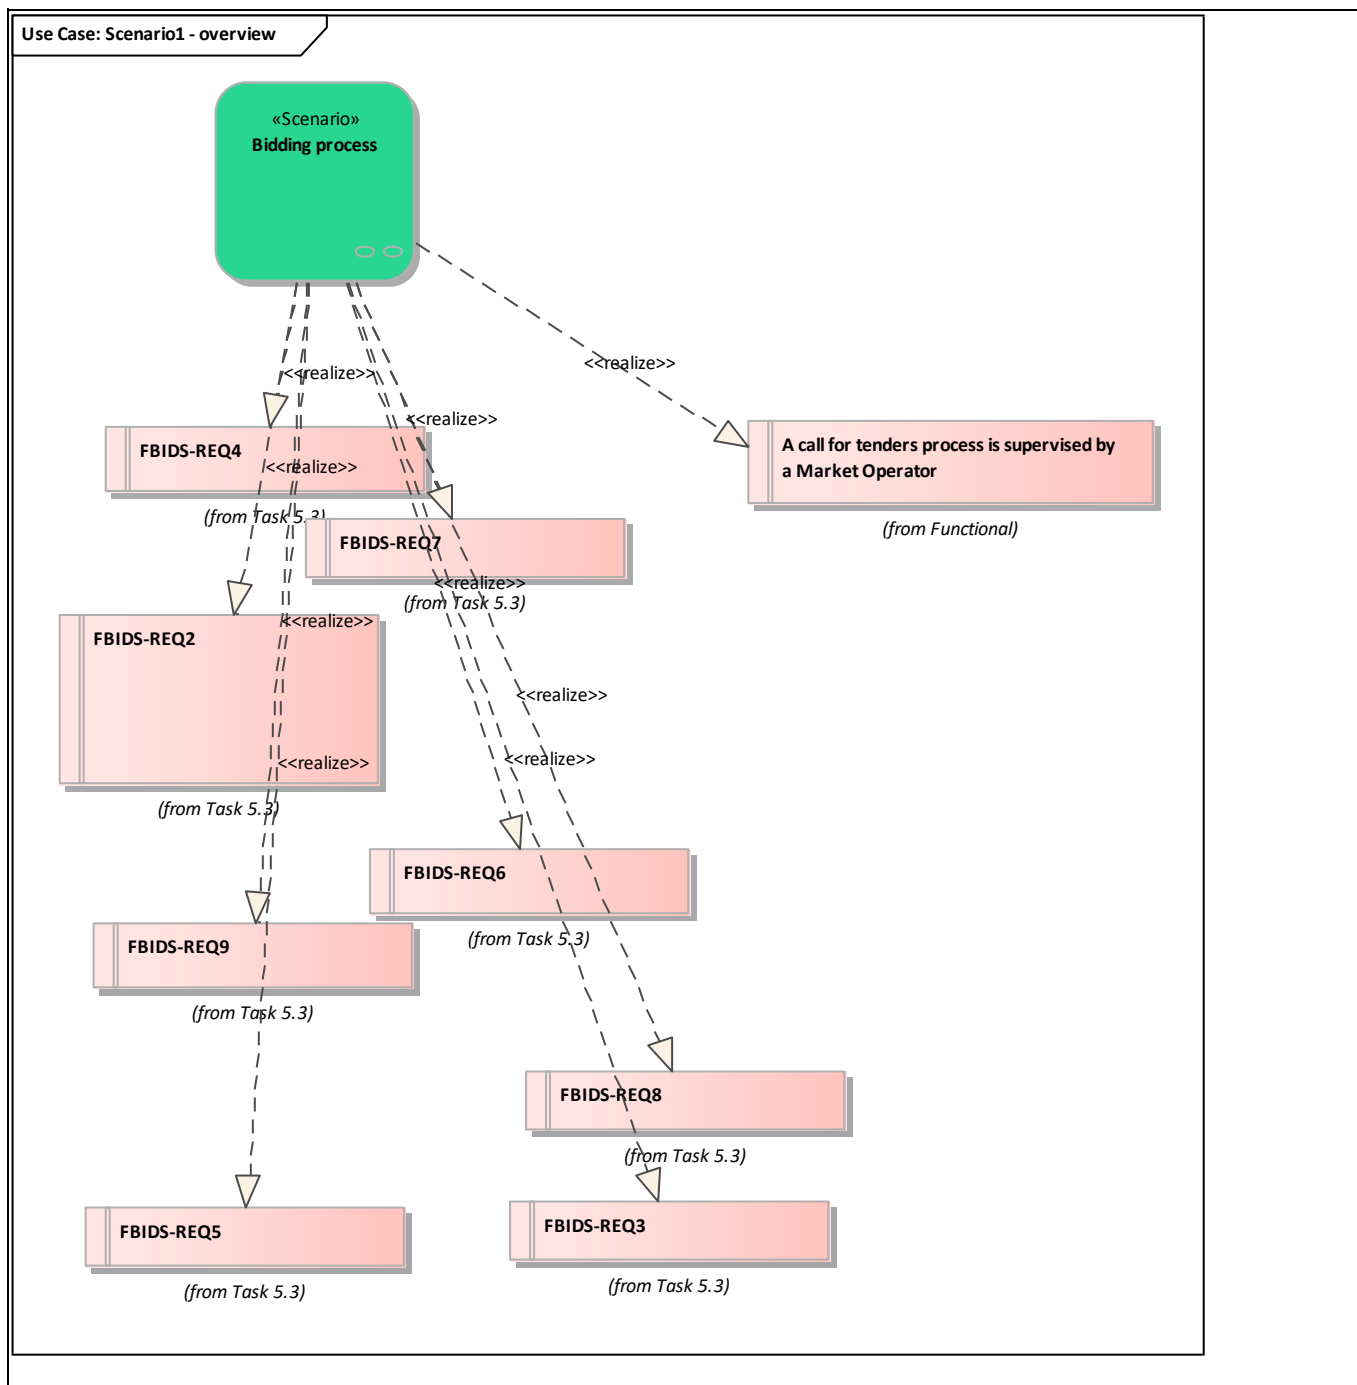 Use Case: Scenario1 - overview
«Scenario»
Bidding process
<<realize>>
<<realize>>
<<realize>>
A call for tenders process is supervised by
a Market Operator
(from Functional)
FBIDS-REQ4
<<realize>>
(from Task 5.3)
FBIDS-REQ7
<<realize>>
(from Task 5.3)
<<realize>>
FBIDS-REQ2
<<realize>>
<<realize>>
<<realize>>
(from Task 5.3)
FBIDS-REQ6
(from Task 5.3)
FBIDS-REQ9
(from Task 5.3)
FBIDS-REQ8
(from Task 5.3)
FBIDS-REQ5
(from Task 5.3)
FBIDS-REQ3
(from Task 5.3)